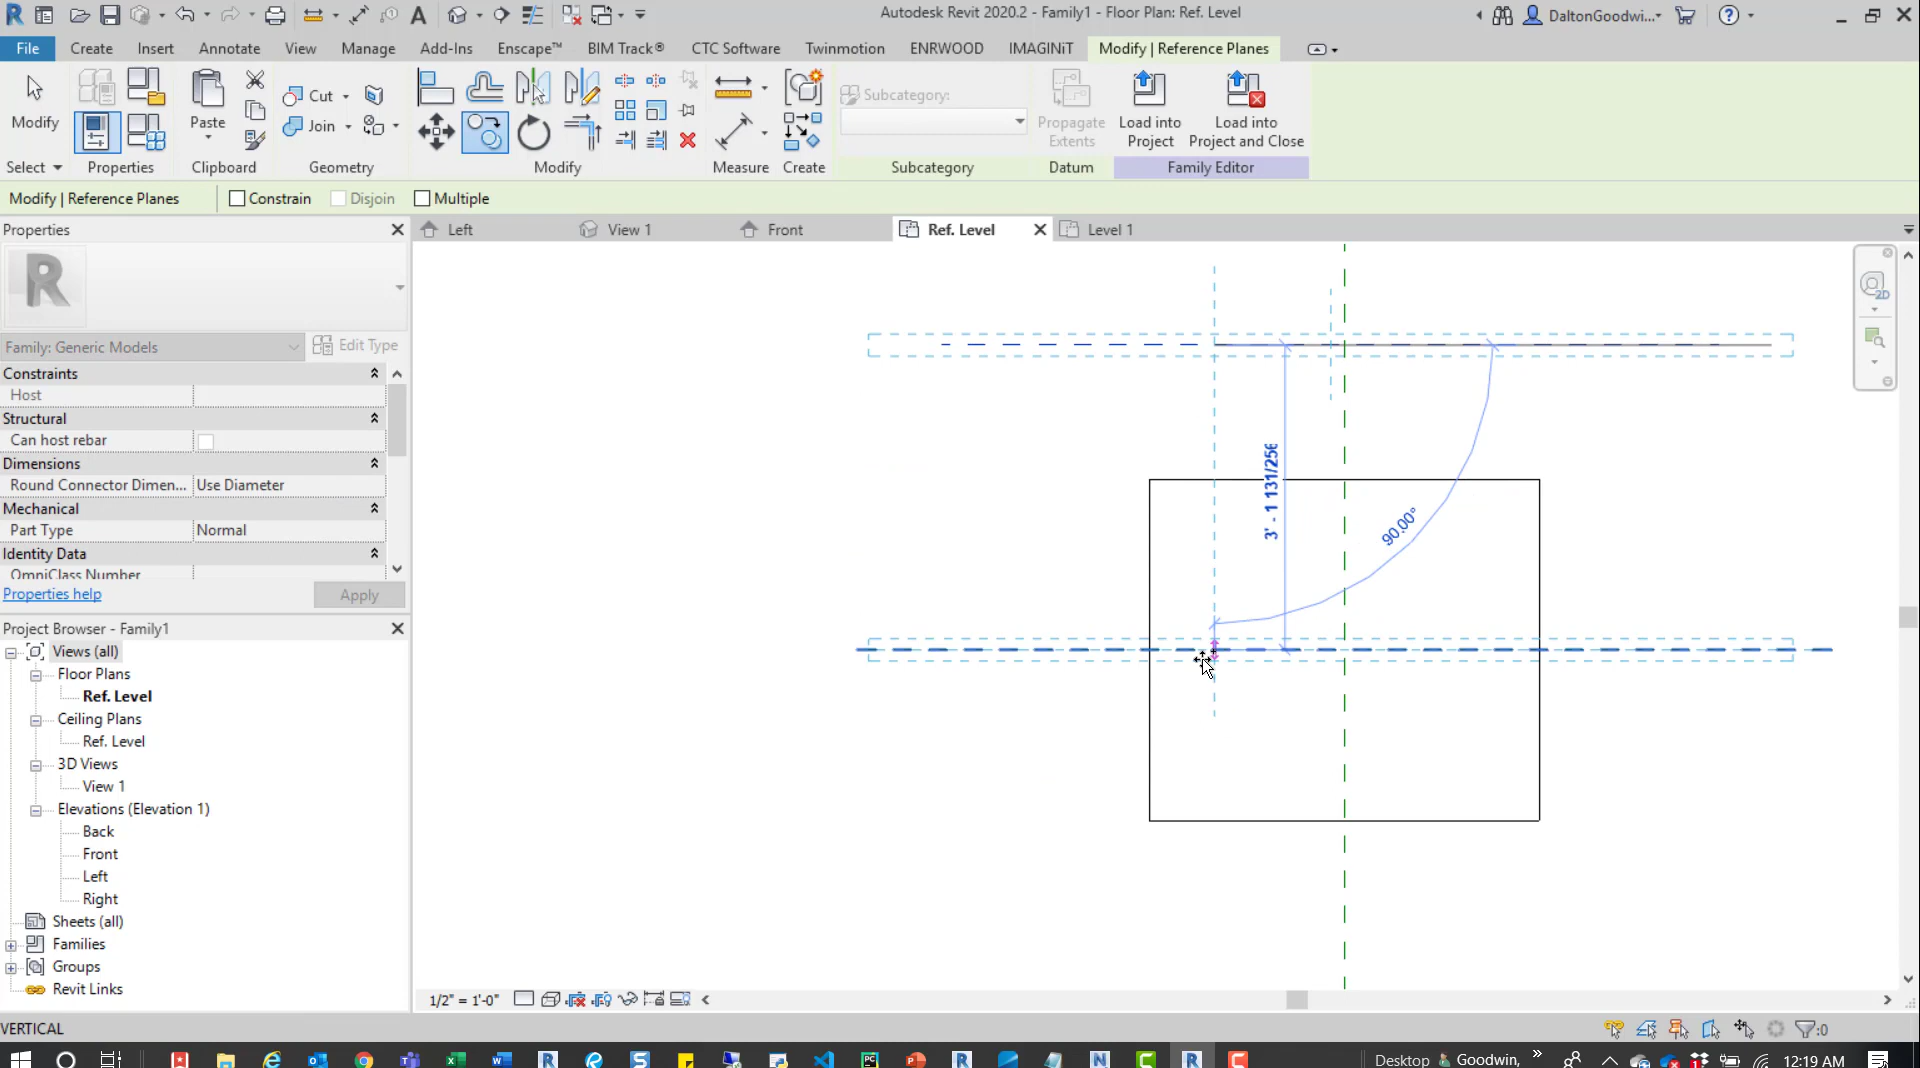 Autodesk Revit 2020.2 - Family1 - Floor Plan: Ref. Level
DaltonGoodwi...
File Create Insert Annotate View Manage Add-Ins Enscape™ BIM Track® CTC Software Twinmotion ENRWOOD IMAGINiT Modify | Reference Planes
Modify
Paste
Cut
Join
Subcategory:
Propagate Extents
Load into Project
Load into Project and Close
Select Properties Clipboard Geometry Modify Measure Create Subcategory Datum Family Editor
Modify | Reference Planes Constrain Disjoin Multiple
Properties
Left View 1 Front Ref. Level Level 1
R
Family: Generic Models Edit Type
Constraints
Host
Structural
Can host rebar
Dimensions
Round Connector Dimen... Use Diameter
Mechanical
Part Type Normal
Identity Data
OmniClass Number
Properties help Apply
Project Browser - Family1
Views (all)
Floor Plans
Ref. Level
Ceiling Plans
Ref. Level
3D Views
View 1
Elevations (Elevation 1)
Back
Front
Left
Right
Sheets (all)
Families
Groups
Revit Links
2D
3' - 1 131/256
90.00°
1/2" = 1'-0"
VERTICAL
:0
Desktop Goodwin, 12:19 AM